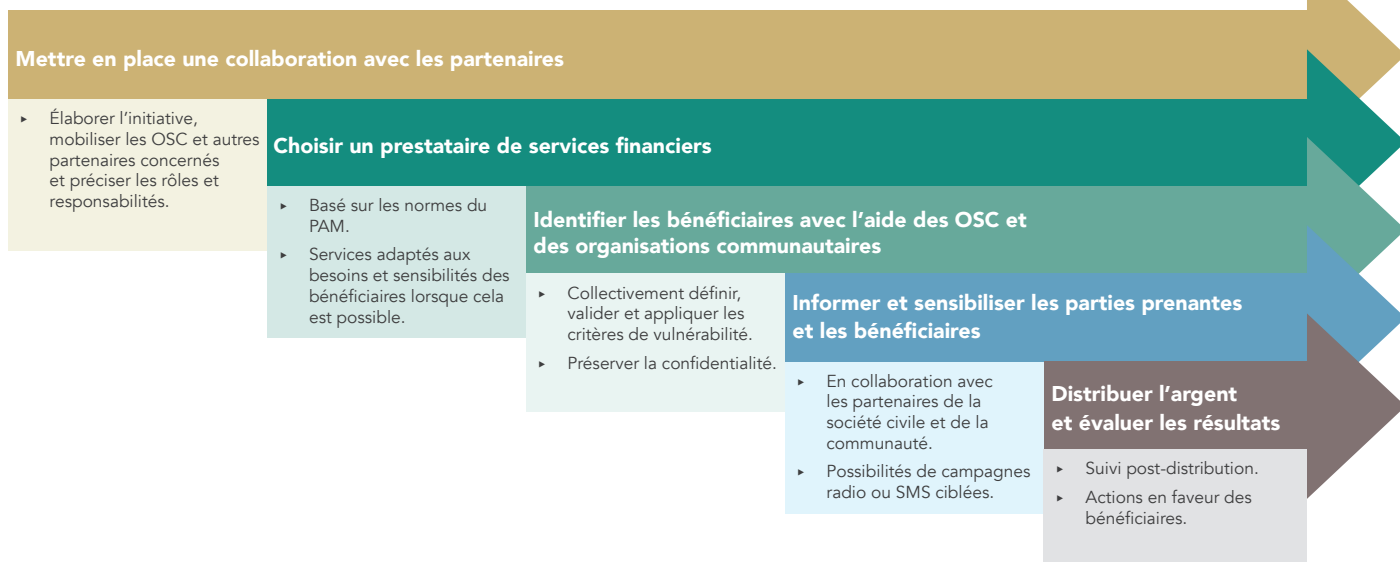 Mettre en place une collaboration avec les partenaires
▸ Élaborer l’initiative,
mobiliser les OSC et autres
partenaires concernés
et préciser les rôles et
responsabilités.
Choisir un prestataire de services financiers
▸ Basé sur les normes du
PAM.
▸ Services adaptés aux
besoins et sensibilités des
bénéficiaires lorsque cela
est possible.
Identifier les bénéficiaires avec l’aide des OSC et
des organisations communautaires
▸ Collectivement définir,
valider et appliquer les
critères de vulnérabilité.
▸ Préserver la confidentialité.
Informer et sensibiliser les parties prenantes
et les bénéficiaires
▸ En collaboration avec
les partenaires de la
société civile et de la
communauté.
▸ Possibilités de campagnes
radio ou SMS ciblées.
Distribuer l’argent
et évaluer les résultats
▸ Suivi post-distribution.
▸ Actions en faveur des
bénéficiaires.